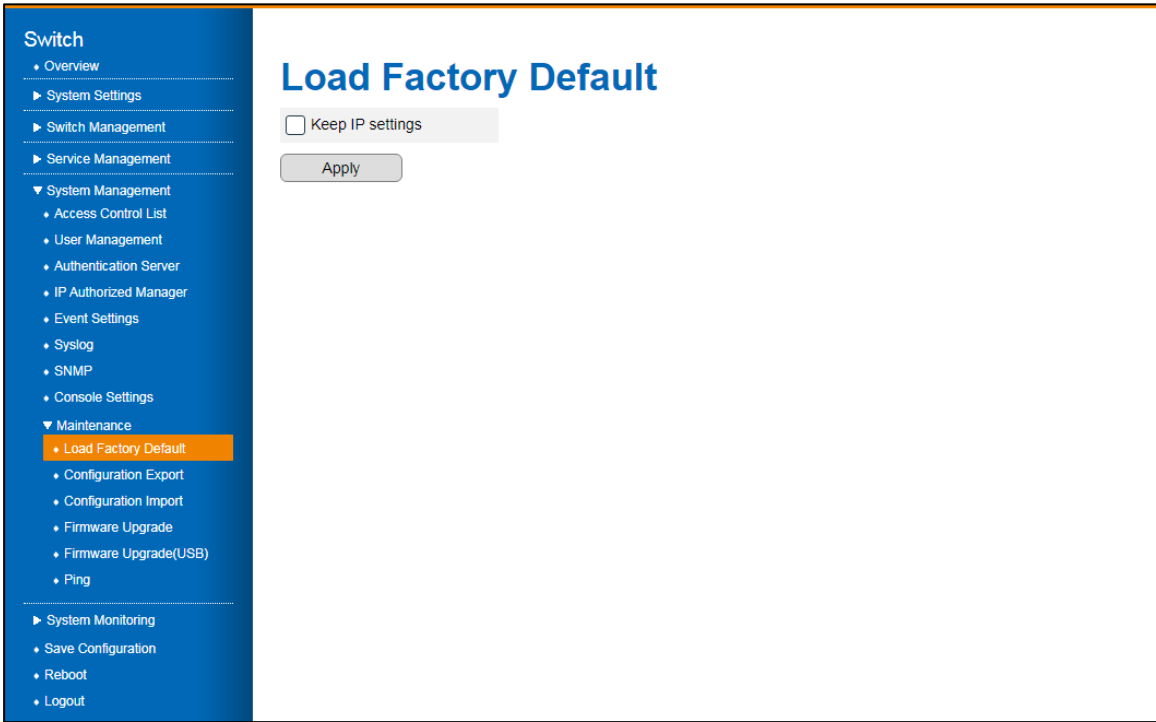 Switch
Overview
System Settings
Switch Management
Service Management
System Management
Access Control List
User Management
Authentication Server
IP Authorized Manager
Event Settings
Syslog
SNMP
Console Settings
Maintenance
Load Factory Default
Configuration Export
Configuration Import
Firmware Upgrade
Firmware Upgrade(USB)
Ping
System Monitoring
Save Configuration
Reboot
Logout
Load Factory Default
Keep IP settings
Apply